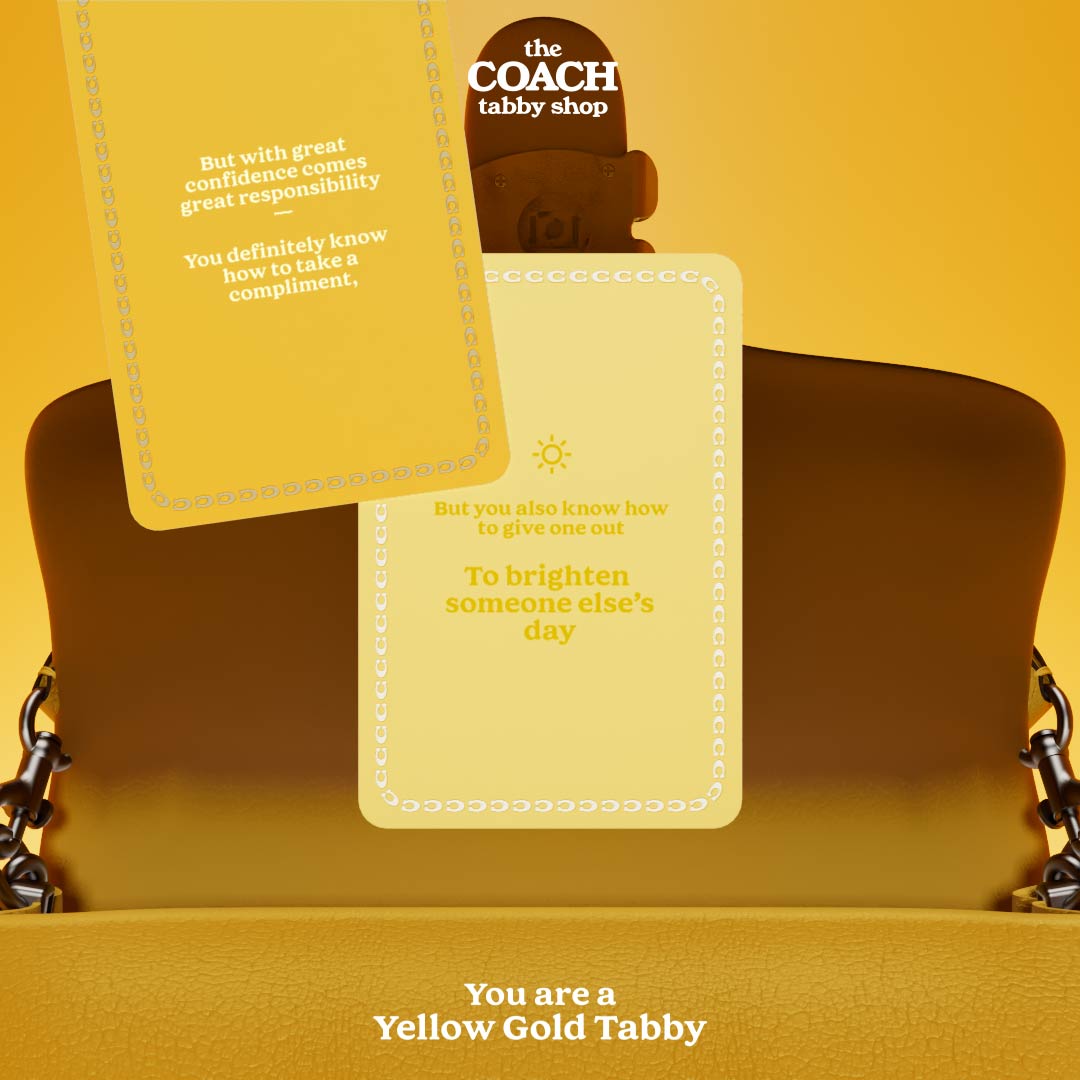 the
COACH
tabby shop
But with great
confidence comes
great responsibility
—
You definitely know
how to take a
compliment,
But you also know how
to give one out
To brighten
someone else's
day
You are a
Yellow Gold Tabby